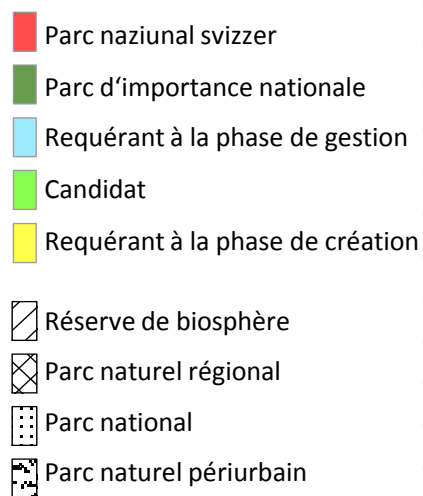 Parc naziunal svizzer
Parc d‘importance nationale
Requérant à la phase de gestion
Candidat
Requérant à la phase de création
Réserve de biosphère
Parc naturel régional
Parc national
Parc naturel périurbain